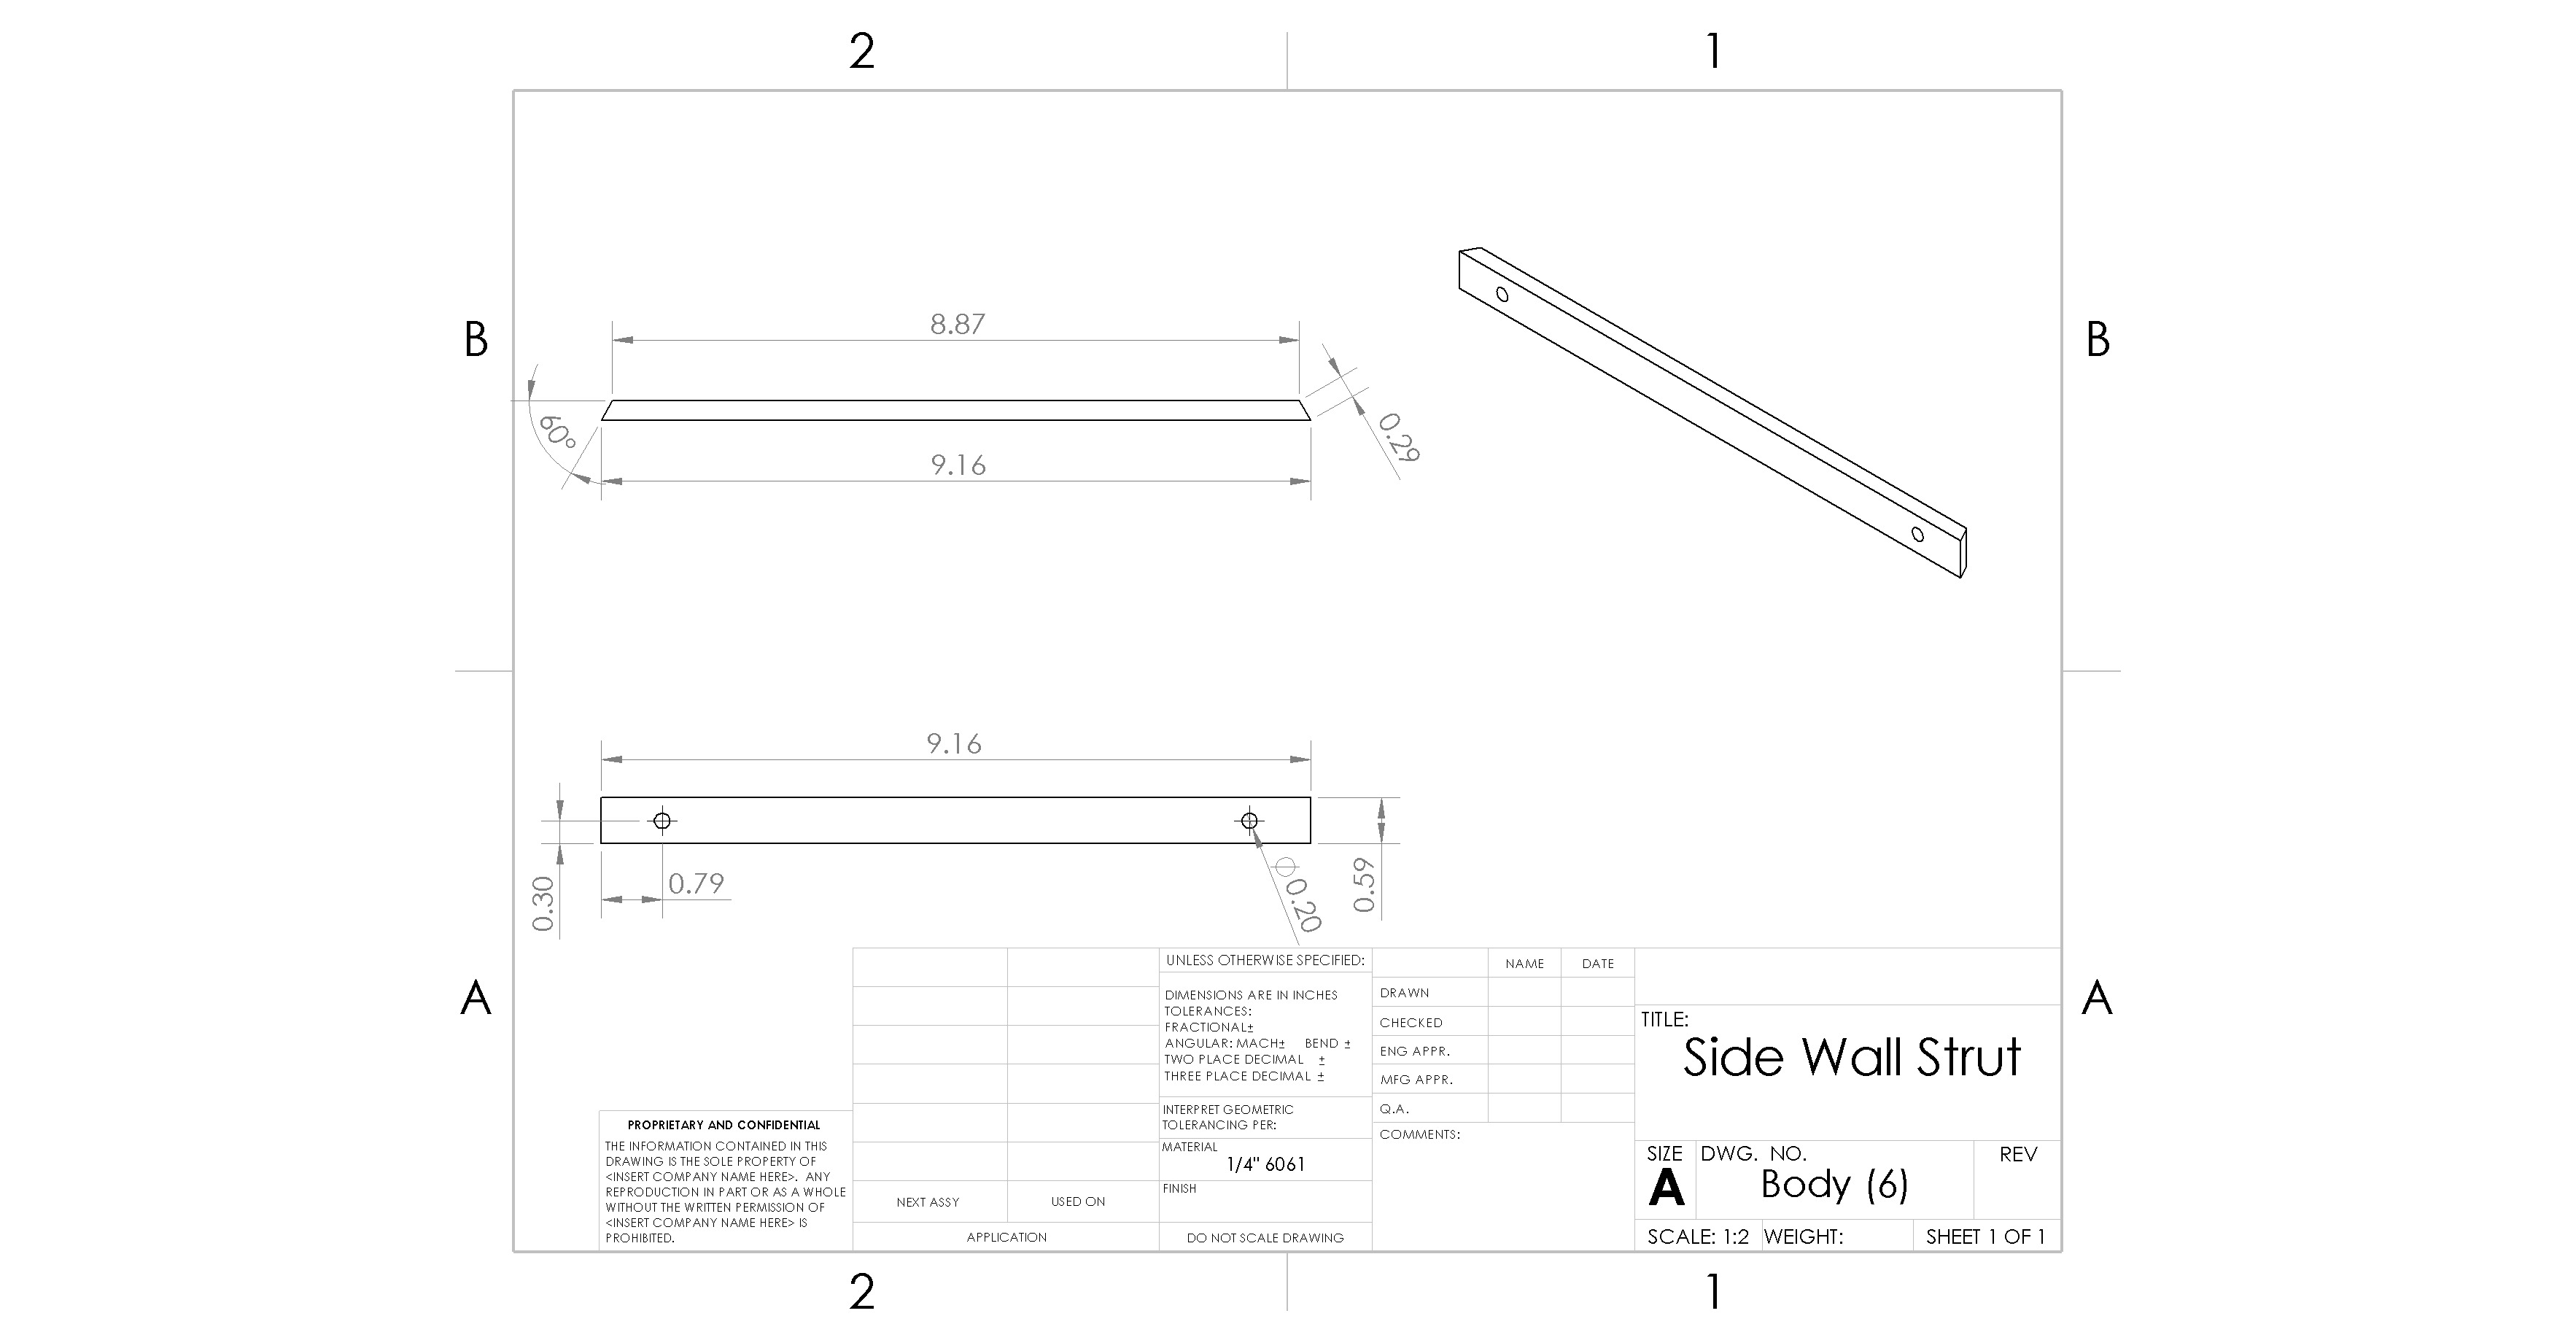 2
1
B
B
8.87
60°
0.29
9.16
9.16
0.30
0.79
⌀0.20
0.59
A
A
UNLESS OTHERWISE SPECIFIED:
DIMENSIONS ARE IN INCHES
TOLERANCES:
FRACTIONAL±
ANGULAR: MACH± BEND ±
TWO PLACE DECIMAL ±
THREE PLACE DECIMAL ±
INTERPRET GEOMETRIC
TOLERANCING PER:
MATERIAL
1/4" 6061
FINISH
DO NOT SCALE DRAWING
NAME DATE
DRAWN
CHECKED
ENG APPR.
MFG APPR.
Q.A.
COMMENTS:
TITLE:
Side Wall Strut
SIZE DWG. NO. REV
A Body (6)
SCALE: 1:2 WEIGHT: SHEET 1 OF 1
PROPRIETARY AND CONFIDENTIAL
THE INFORMATION CONTAINED IN THIS
DRAWING IS THE SOLE PROPERTY OF
<INSERT COMPANY NAME HERE>. ANY
REPRODUCTION IN PART OR AS A WHOLE
WITHOUT THE WRITTEN PERMISSION OF
<INSERT COMPANY NAME HERE> IS
PROHIBITED.
NEXT ASSY USED ON
APPLICATION
2
1